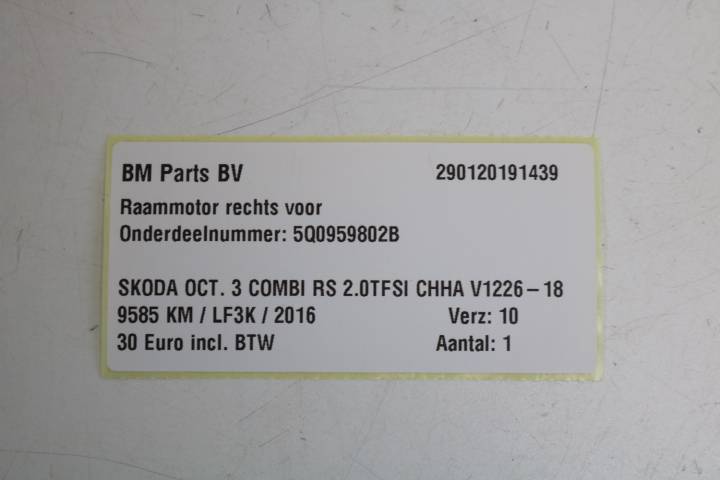 BM Parts BV 290120191439
Raammotor rechts voor
Onderdeelnummer: 5Q0959802B
SKODA OCT. 3 COMBI RS 2.0TFSI CHHA V1226-18
9585 KM / LF3K / 2016 Verz: 10
30 Euro incl. BTW Aantal: 1